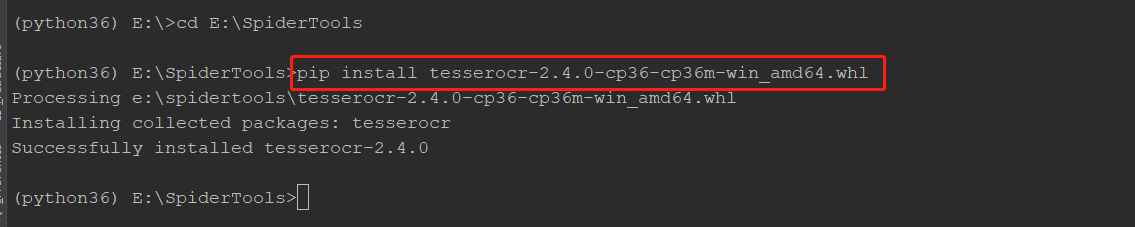 (python36) E:\>cd E:\SpiderTools
(python36) E:\SpiderTools>pip install tesserocr-2.4.0-cp36-cp36m-win_amd64.whl
Processing e:\spidertools\tesserocr-2.4.0-cp36-cp36m-win_amd64.whl
Installing collected packages: tesserocr
Successfully installed tesserocr-2.4.0
(python36) E:\SpiderTools>